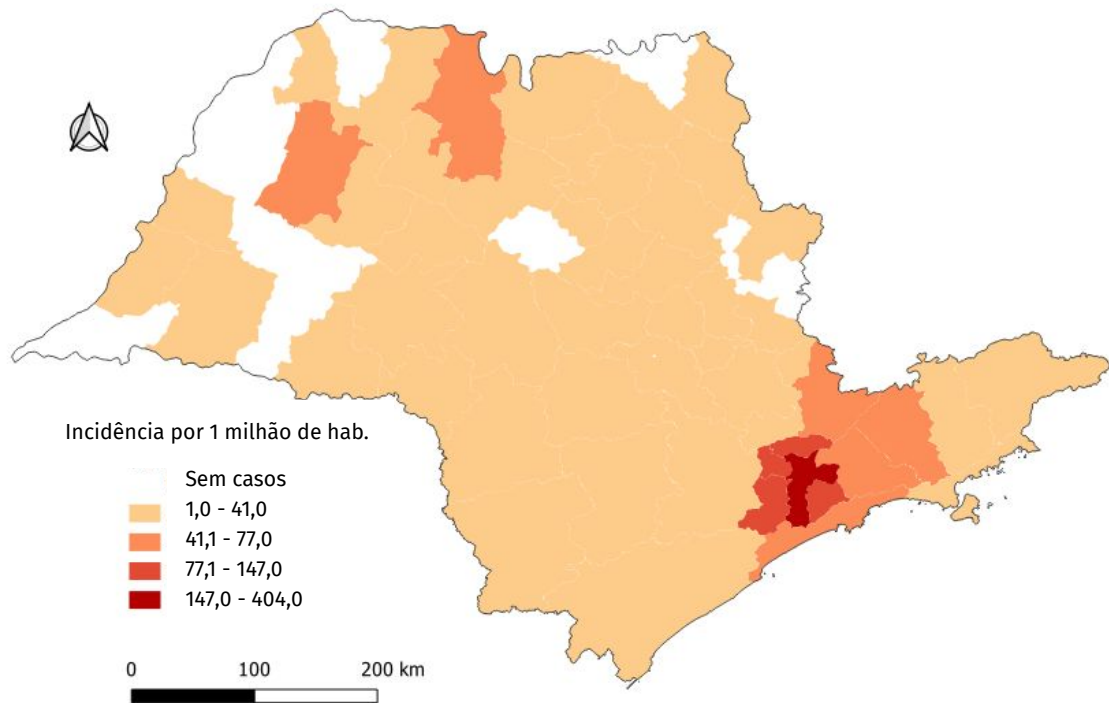 Incidência por 1 milhão de hab.
Sem casos
1,0 - 41,0
41,1 - 77,0
77,1 - 147,0
147,0 - 404,0
0 100 200 km